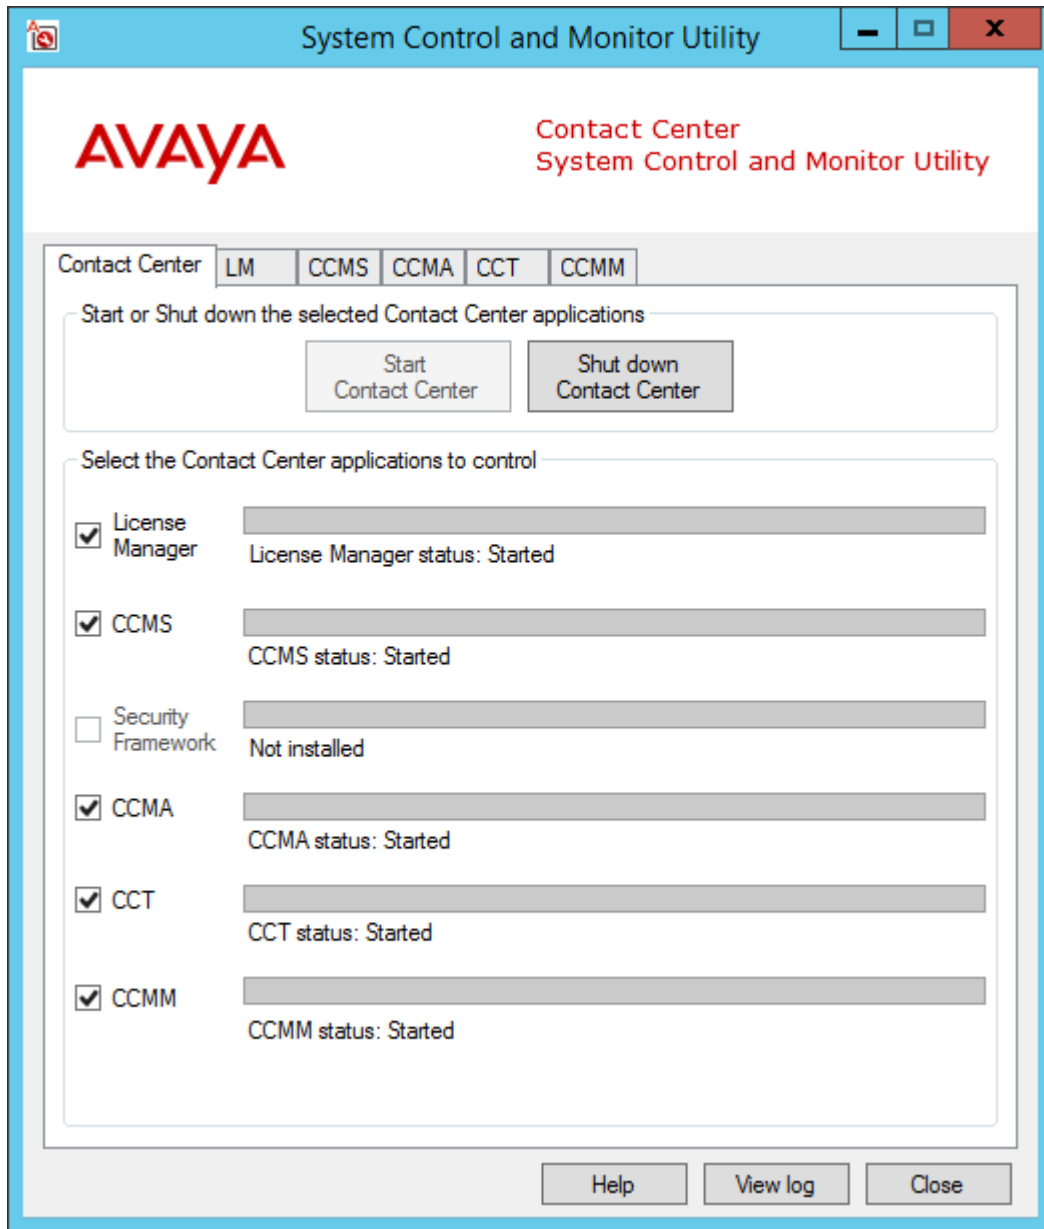 System Control and Monitor Utility
AVAYA
Contact Center
System Control and Monitor Utility
Contact Center LM CCMS CCMA CCT CCMM
Start or Shut down the selected Contact Center applications
Start
Contact Center
Shut down
Contact Center
Select the Contact Center applications to control
License
Manager
License Manager status: Started
CCMS
CCMS status: Started
Security
Framework
Not installed
CCMA
CCMA status: Started
CCT
CCT status: Started
CCMM
CCMM status: Started
Help View log Close